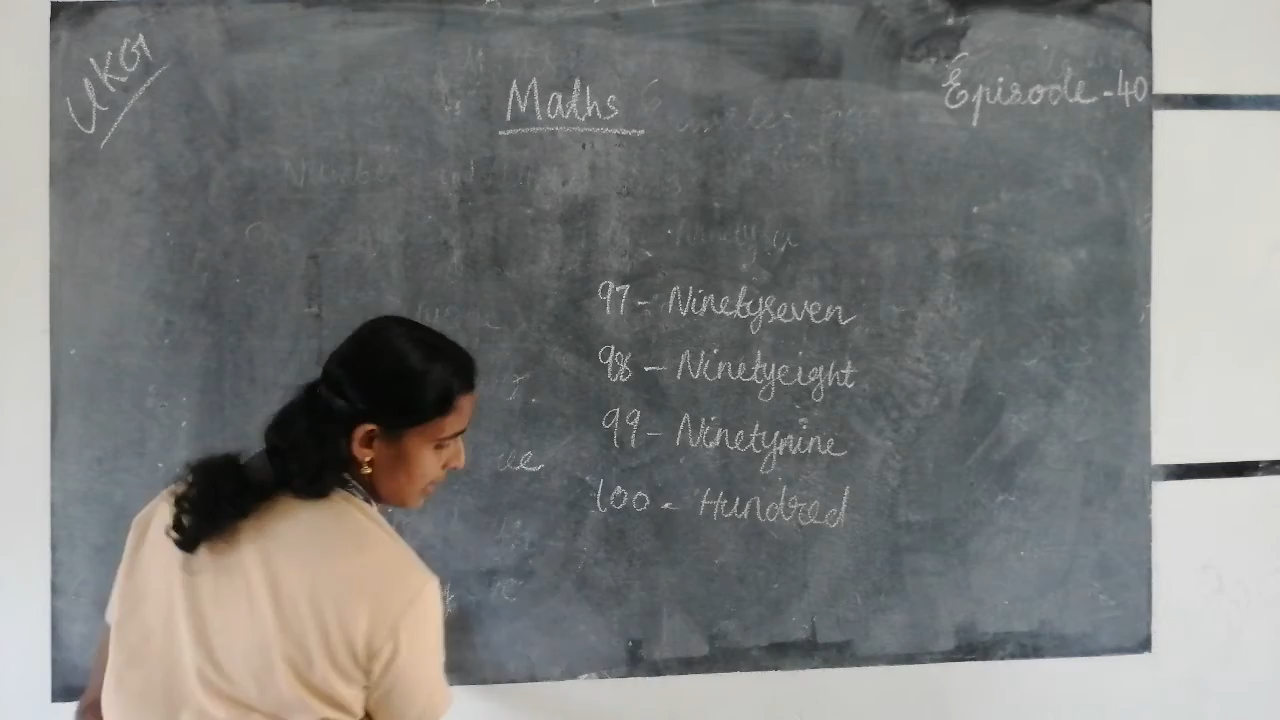 UKG
Maths
Episode - 40
97 - Ninetyseven
98 - Ninetyeight
99 - Ninetynine
100 - Hundred